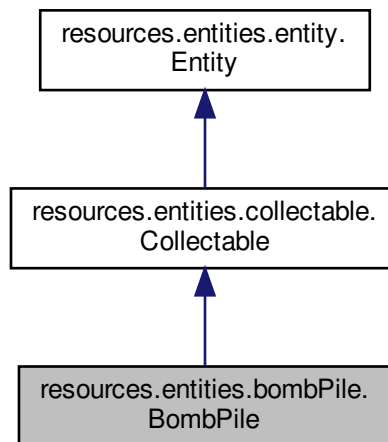 resources.entities.entity.
Entity
resources.entities.collectable.
Collectable
resources.entities.bombPile.
BombPile